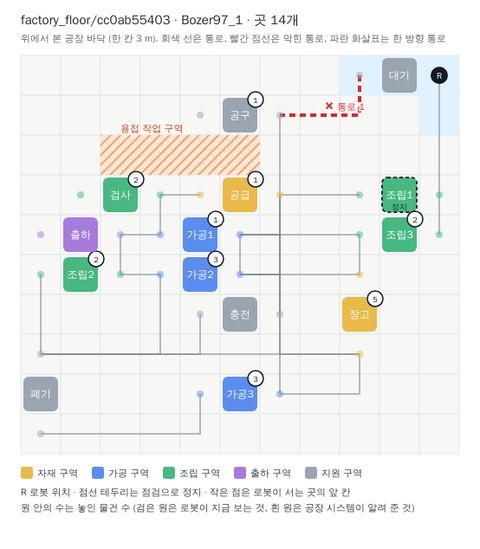 factory_floor/cc0ab55403 · Bozer97_1 · 곳 14개
위에서 본 공장 바닥 (한 칸 3 m). 회색 선은 통로, 빨간 점선은 막힌 통로, 파란 화살표는 한 방향 통로
대기
R
1
공구
✖ 통로 1
용접 작업 구역
2
검사
1
공급
조립1
정지
출하
1
가공1
2
조립3
2
조립2
3
가공2
충전
5
창고
폐기
3
가공3
자재 구역
가공 구역
조립 구역
출하 구역
지원 구역
R 로봇 위치 · 점선 테두리는 점검으로 정지 · 작은 점은 로봇이 서는 곳의 앞 칸
원 안의 수는 놓인 물건 수 (검은 원은 로봇이 지금 보는 것, 흰 원은 공장 시스템이 알려 준 것)